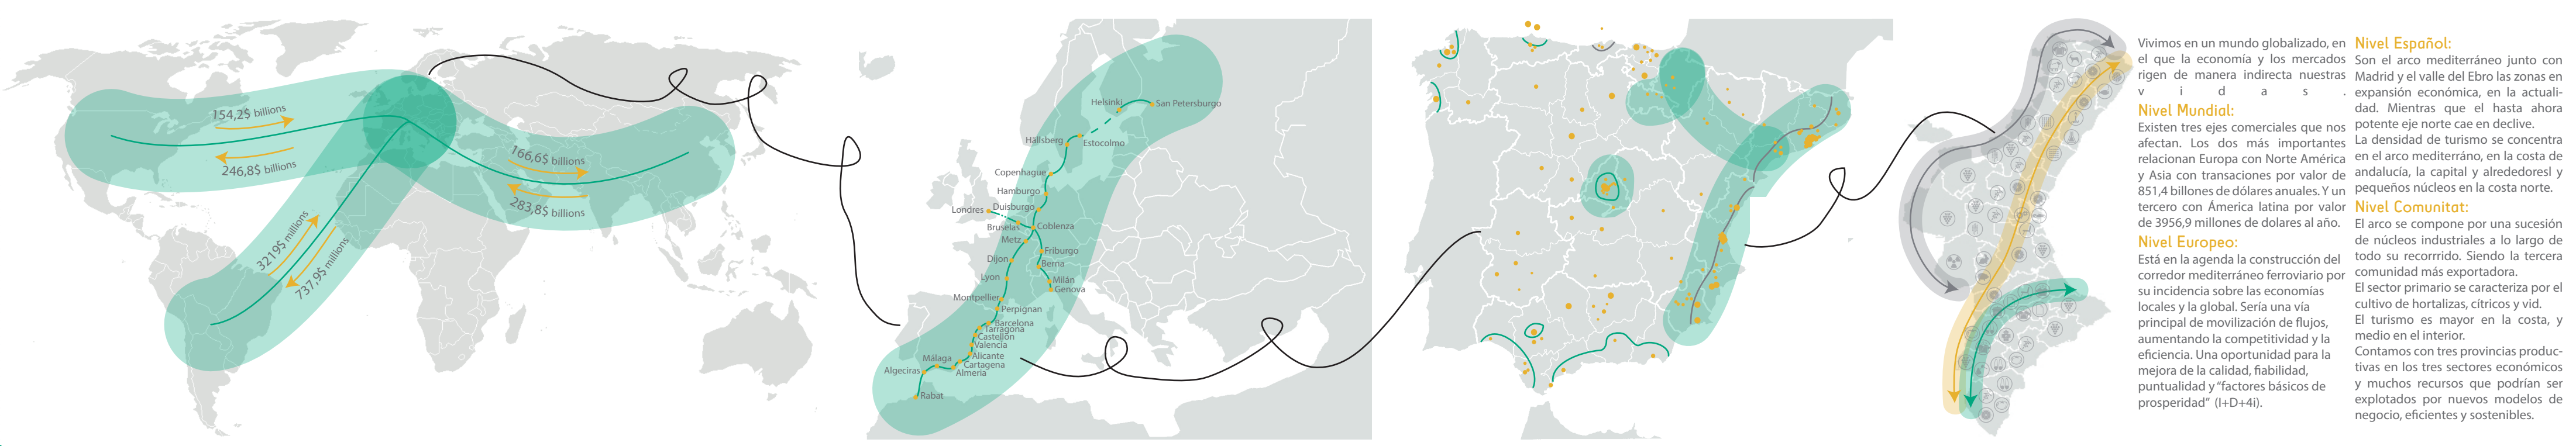 154,2$ billions
246,8$ billions
3219$ millions
737,9$ millions
166,6$ billions
283,8$ billions
Helsinki
San Petersburgo
Hällsberg
Estocolmo
Copenhague
Hamburgo
Londres
Duisburgo
Bruselas
Coblenza
Metz
Friburgo
Dijon
Berna
Lyon
Milán
Genova
Montpellier
Perpignan
Barcelona
Tarragona
Castellón
Valencia
Málaga
Alicante
Cartagena
Algeciras
Almeria
Rabat
Vivimos en un mundo globalizado, en
el que la economía y los mercados
rigen de manera indirecta nuestras
v i d a s .
Nivel Mundial:
Existen tres ejes comerciales que nos
afectan. Los dos más importantes
relacionan Europa con Norte América
y Asia con transaciones por valor de
851,4 billones de dólares anuales. Y un
tercero con Ámerica latina por valor
de 3956,9 millones de dolares al año.
Nivel Europeo:
Está en la agenda la construcción del
corredor mediterráneo ferroviario por
su incidencia sobre las economías
locales y la global. Sería una vía
principal de movilización de flujos,
aumentando la competitividad y la
eficiencia. Una oportunidad para la
mejora de la calidad, fiabilidad,
puntualidad y "factores básicos de
prosperidad" (I+D+4i).
Nivel Español:
Son el arco mediterráneo junto con
Madrid y el valle del Ebro las zonas en
expansión económica, en la actuali-
dad. Mientras que el hasta ahora
potente eje norte cae en declive.
La densidad de turismo se concentra
en el arco mediterráno, en la costa de
andalucía, la capital y alrededoresl y
pequeños núcleos en la costa norte.
Nivel Comunitat:
El arco se compone por una sucesión
de núcleos industriales a lo largo de
todo su recorrrido. Siendo la tercera
comunidad más exportadora.
El sector primario se caracteriza por el
cultivo de hortalizas, cítricos y vid.
El turismo es mayor en la costa, y
medio en el interior.
Contamos con tres provincias produc-
tivas en los tres sectores económicos
y muchos recursos que podrían ser
explotados por nuevos modelos de
negocio, eficientes y sostenibles.